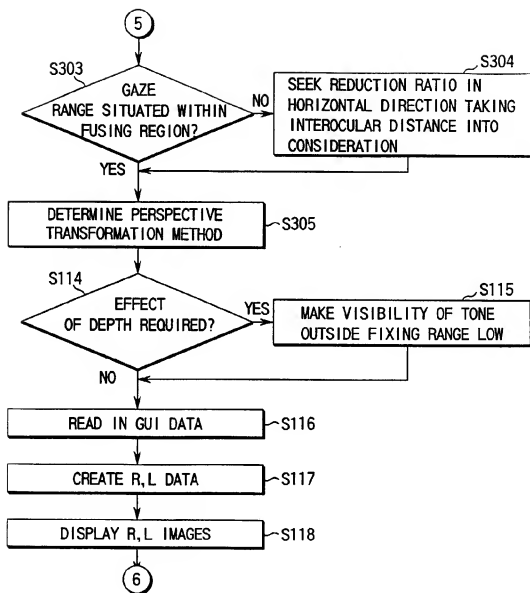 5
S303
GAZE
RANGE SITUATED WITHIN
FUSING REGION?
NO
YES
S304
SEEK REDUCTION RATIO IN
HORIZONTAL DIRECTION TAKING
INTEROCULAR DISTANCE INTO
CONSIDERATION
DETERMINE PERSPECTIVE
TRANSFORMATION METHOD
S305
S114
EFFECT
OF DEPTH REQUIRED?
YES
NO
S115
MAKE VISIBILITY OF TONE
OUTSIDE FIXING RANGE LOW
READ IN GUI DATA
S116
CREATE R,L DATA
S117
DISPLAY R,L IMAGES
S118
6